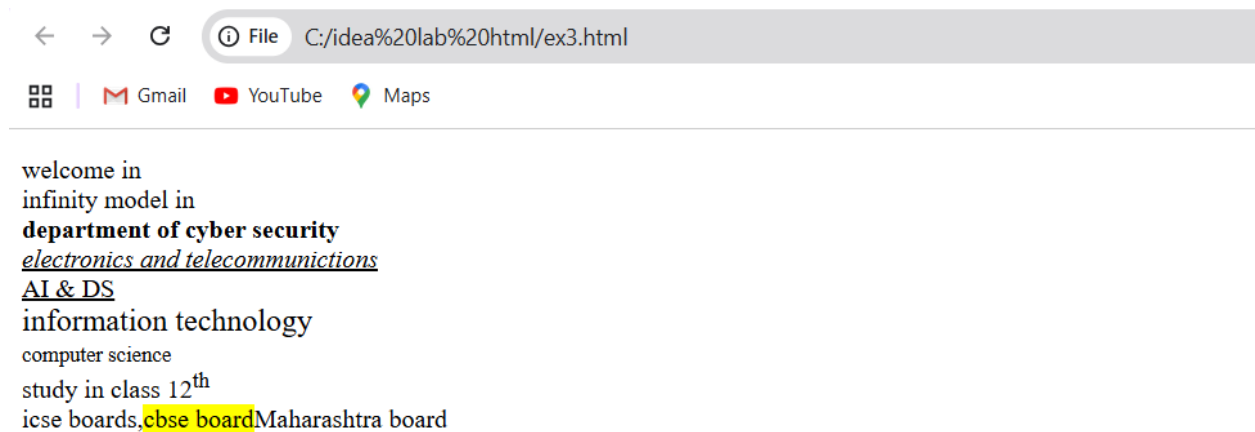 File C:/idea%20lab%20html/ex3.html
Gmail YouTube Maps
welcome in
infinity model in
department of cyber security
electronics and telecommunictions
AI & DS
information technology
computer science
study in class 12th
icse boards,cbse boardMaharashtra board